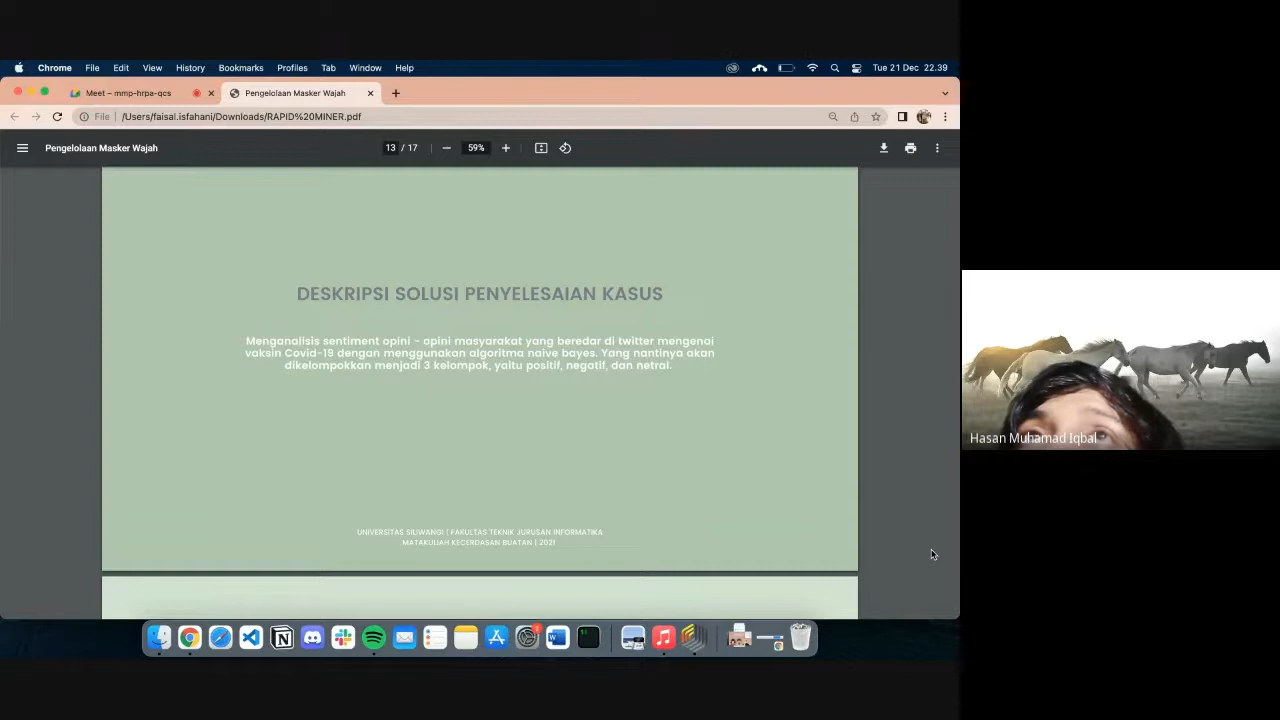 Chrome File Edit View History Bookmarks Profiles Tab Window Help Tue 21 Dec 22.39
Meet – mmp-hrpa-qcs
Pengelolaan Masker Wajah
File /Users/faisal.isfahani/Downloads/RAPID%20MINER.pdf
Pengelolaan Masker Wajah 13 / 17 59%
DESKRIPSI SOLUSI PENYELESAIAN KASUS
Menganalisis sentiment opini - opini masyarakat yang beredar di twitter mengenai
vaksin Covid-19 dengan menggunakan algoritma naive bayes. Yang nantinya akan
dikelompokkan menjadi 3 kelompok, yaitu positif, negatif, dan netral.
Hasan Muhamad Iqbal
UNIVERSITAS SILIWANGI | FAKULTAS TEKNIK JURUSAN INFORMATIKA
MATAKULIAH KECERDASAN BUATAN | 2021